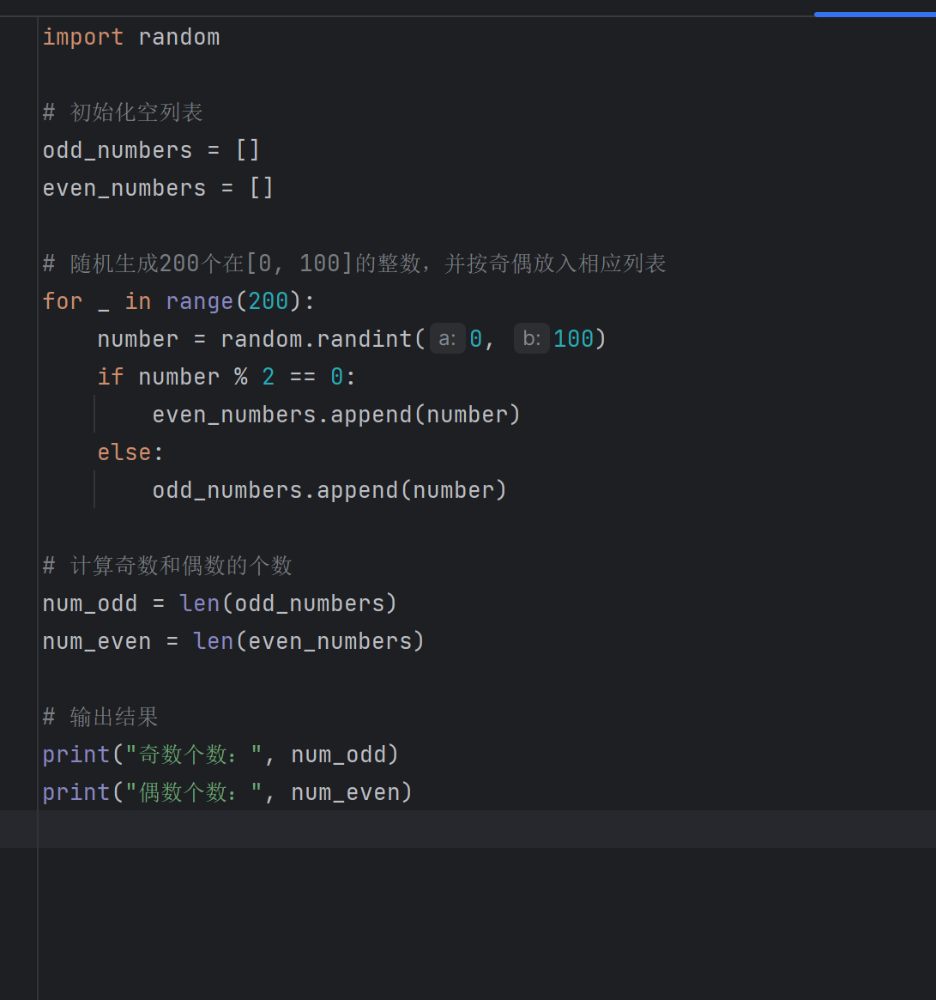 import random
# 初始化空列表
odd_numbers = []
even_numbers = []
# 随机生成200个在[0, 100]的整数，并按奇偶放入相应列表
for _ in range(200):
    number = random.randint( a: 0,  b: 100)
    if number % 2 == 0:
        even_numbers.append(number)
    else:
        odd_numbers.append(number)
# 计算奇数和偶数的个数
num_odd = len(odd_numbers)
num_even = len(even_numbers)
# 输出结果
print("奇数个数：", num_odd)
print("偶数个数：", num_even)